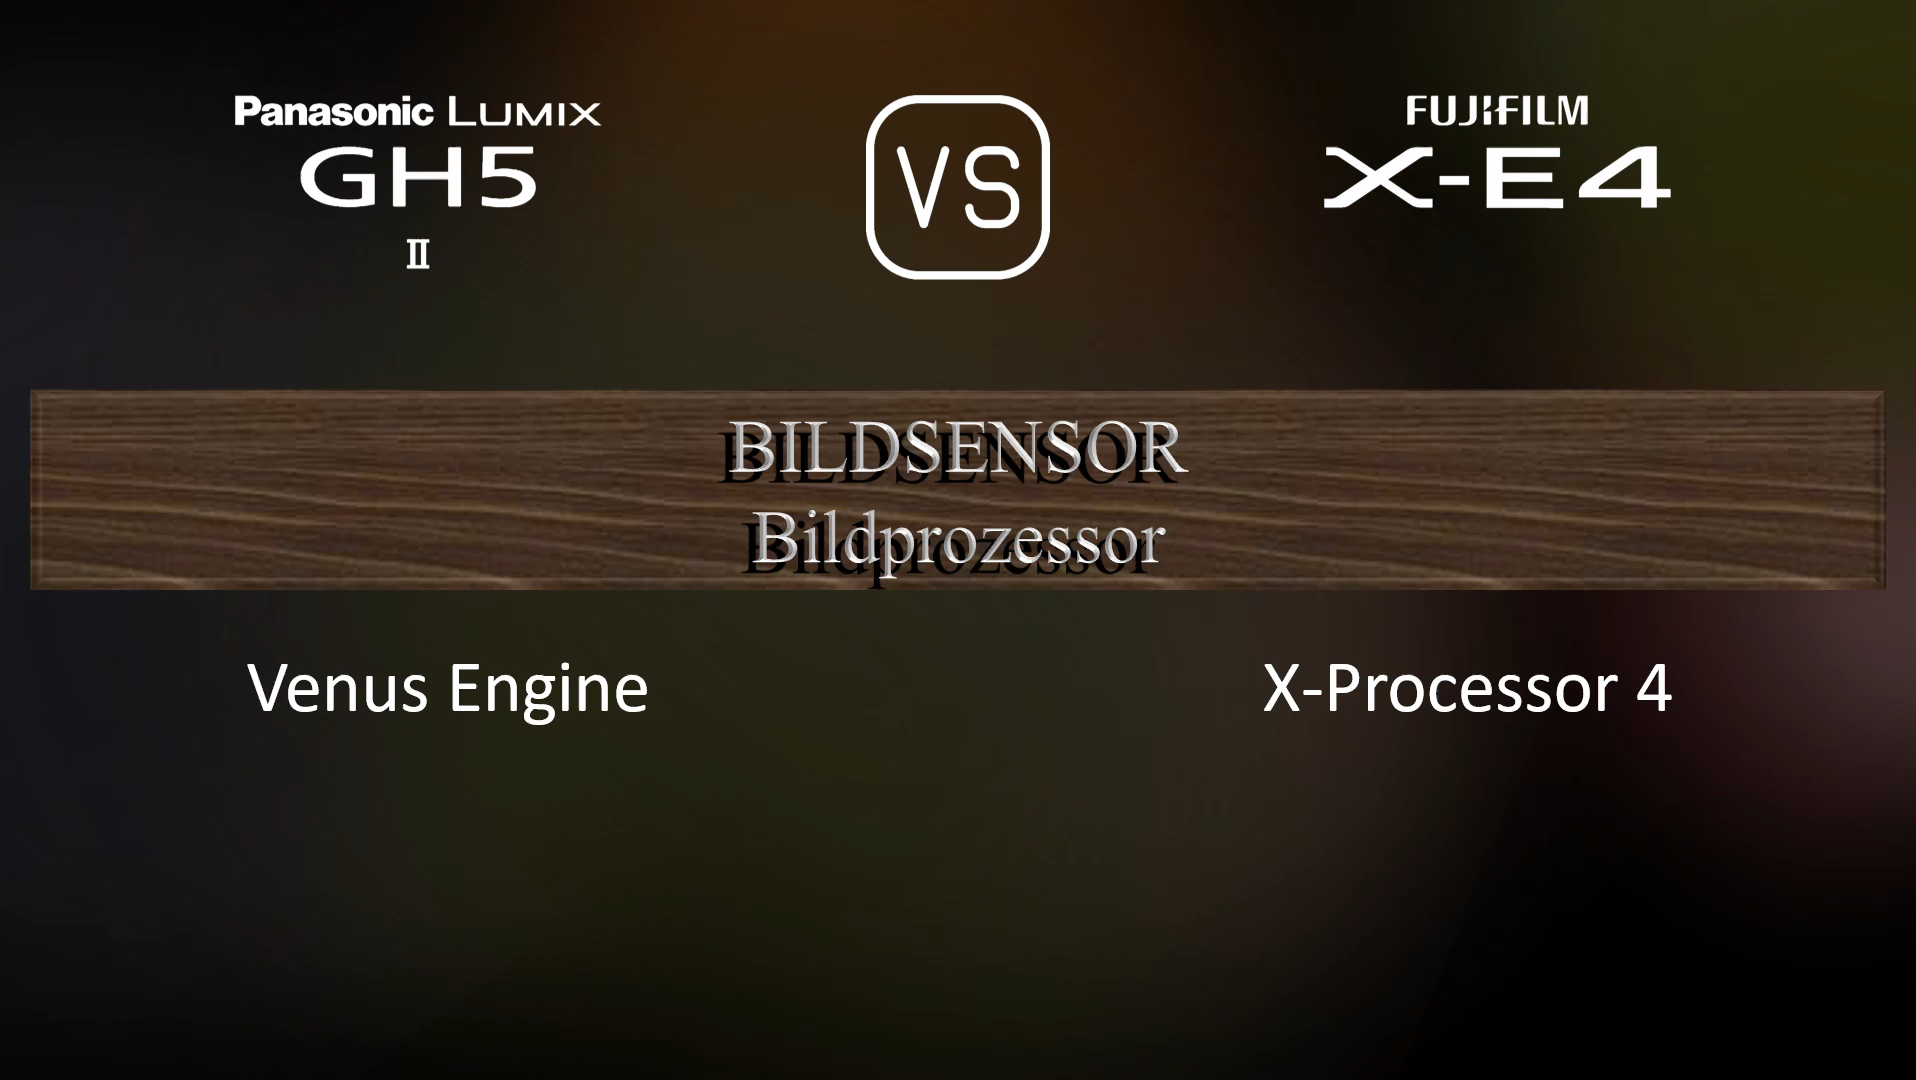 Panasonic LUMIX
GH5
II
VS
FUJIFILM
X-E4
BILDSENSOR
Bildprozessor
Venus Engine
X-Processor 4